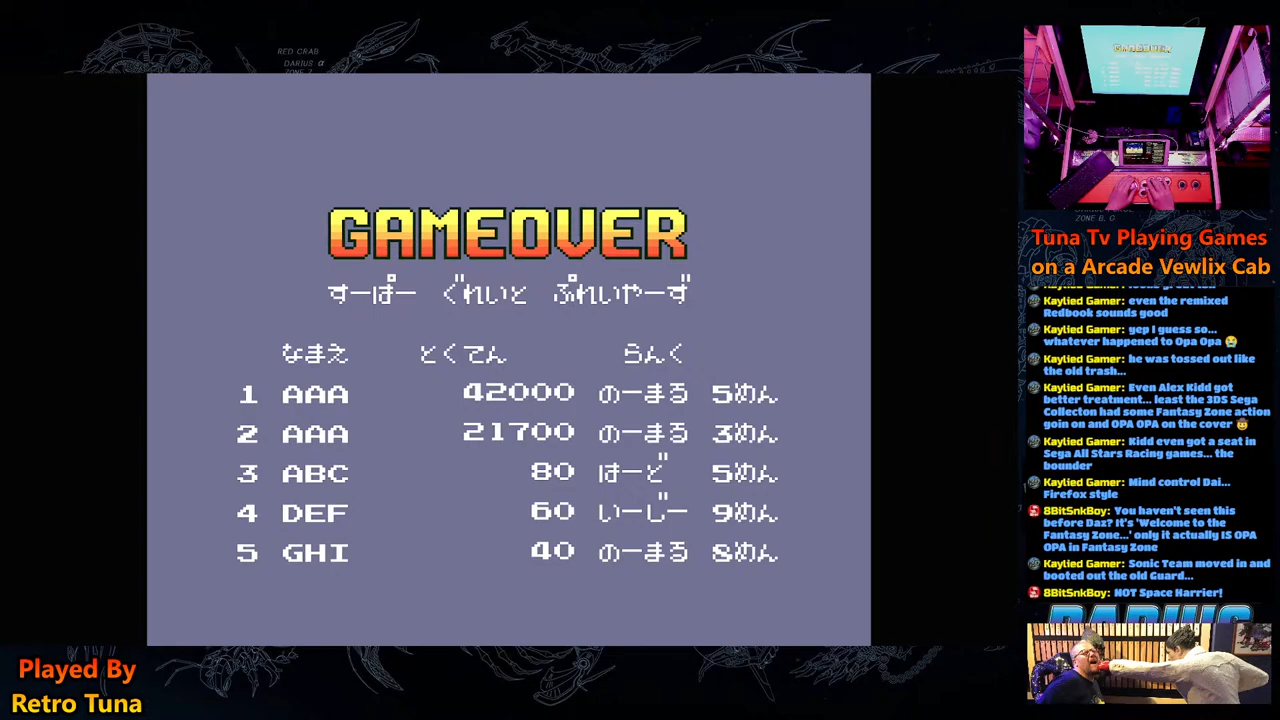 RED CRAB
DARIUS α
ZONE Z
GAMEOVER
すーぱー ぐれいと ぷれいやーず
なまえ とくてん らんく
1 AAA 42000 のーまる 5めん
2 AAA 21700 のーまる 3めん
3 ABC 80 はーど 5めん
4 DEF 60 いーじー 9めん
5 GHI 40 のーまる 8めん
Played By
Retro Tuna
GAMEOVER
ZONE B, G
Tuna Tv Playing Games
on a Arcade Vewlix Cab
Kaylied Gamer: even the remixed
Redbook sounds good
Kaylied Gamer: yep I guess so...
whatever happened to Opa Opa 😭
Kaylied Gamer: he was tossed out like
the old trash...
Kaylied Gamer: Even Alex Kidd got
better treatment... least the 3DS Sega
Collecton had some Fantasy Zone action
goin on and OPA OPA on the cover 🤠
Kaylied Gamer: Kidd even got a seat in
Sega All Stars Racing games... the
bounder
Kaylied Gamer: Mind control Dai...
Firefox style
8BitSnkBoy: You haven't seen this
before Daz? It's 'Welcome to the
Fantasy Zone...' only it actually IS OPA
OPA in Fantasy Zone
Kaylied Gamer: Sonic Team moved in and
booted out the old Guard...
8BitSnkBoy: NOT Space Harrier!
DARIUS